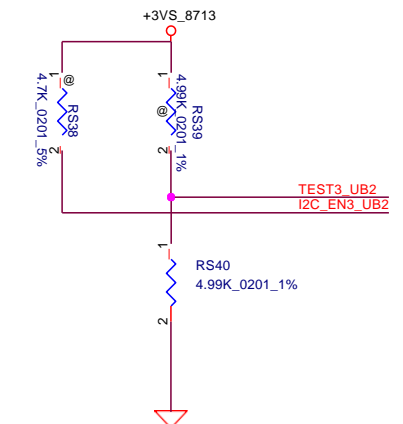 +3VS_8713
1
@
RS38
4.7K_0201_5%
2
1
@
RS39
4.99K_0201_1%
2
TEST3_UB2
I2C_EN3_UB2
1
RS40
4.99K_0201_1%
2